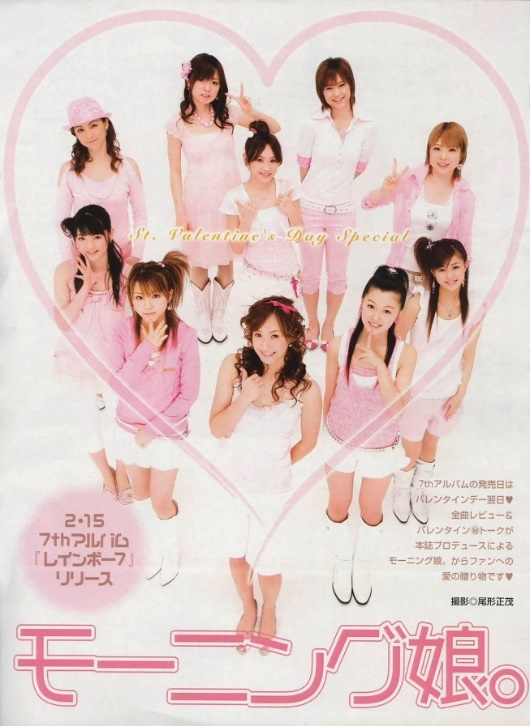 St. Valentine's Day Special
7thアルバムの発売日は
バレンタインデー翌日♥
全曲レビュー&
バレンタイン㊙トークが
本誌プロデュースによる
モーニング娘。からファンへの
愛の贈り物です♥
撮影◎尾形正茂
2・15
7thアルバム
『レインボー7』
リリース
モーニング娘。